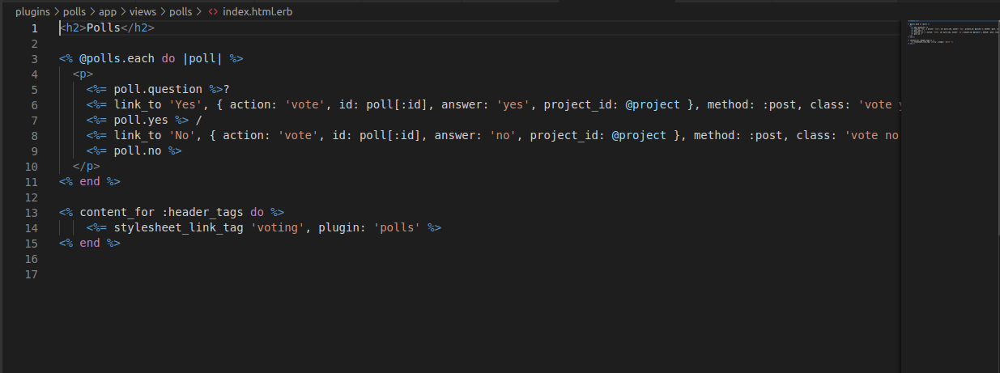 plugins > polls > app > views > polls > <> index.html.erb
1 <h2>Polls</h2>
2
3 <% @polls.each do |poll| %>
4 <p>
5 <%= poll.question %>?
6 <%= link_to 'Yes', { action: 'vote', id: poll[:id], answer: 'yes', project_id: @project }, method: :post, class: 'vote
7 <%= poll.yes %> /
8 <%= link_to 'No', { action: 'vote', id: poll[:id], answer: 'no', project_id: @project }, method: :post, class: 'vote no
9 <%= poll.no %>
10 </p>
11 <% end %>
12
13 <% content_for :header_tags do %>
14 <%= stylesheet_link_tag 'voting', plugin: 'polls' %>
15 <% end %>
16
17